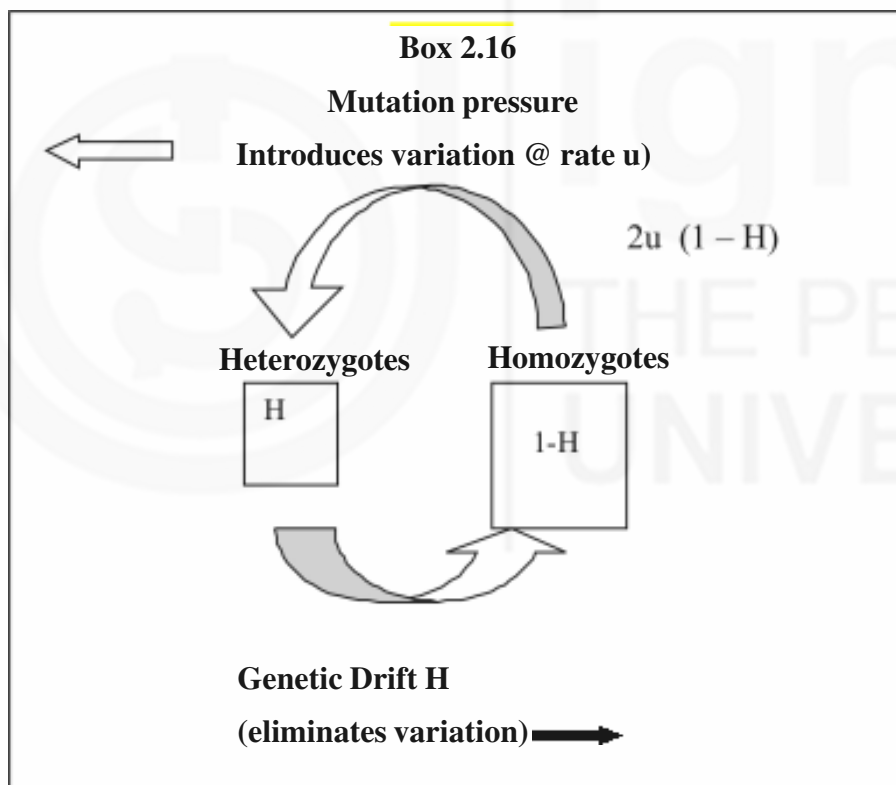 Box 2.16
Mutation pressure
Introduces variation @ rate u)
2u (1 – H)
Heterozygotes Homozygotes
H
1-H
Genetic Drift H
(eliminates variation)